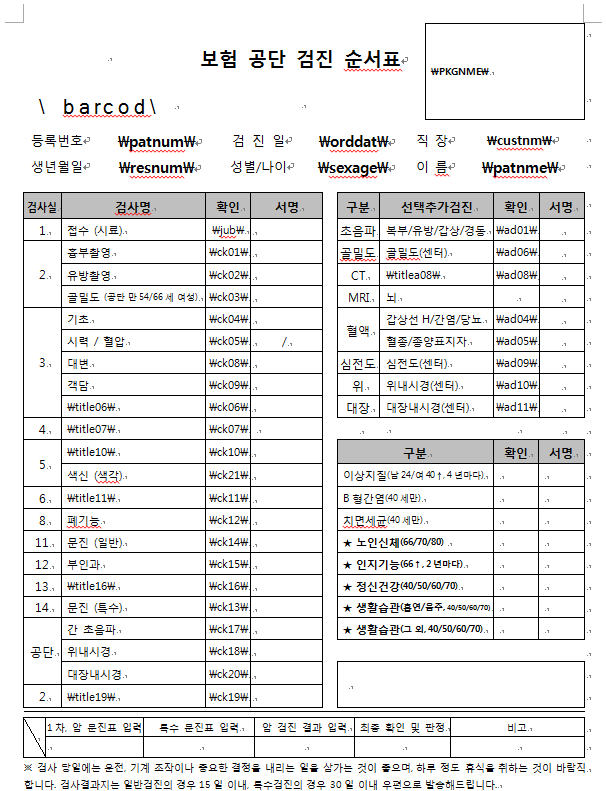 보험 공단 검진 순서표
₩PKGNME₩
\ barcod\
등록번호 ₩patnum₩ 검 진 일 ₩orddat₩ 직 장 ₩custnm₩
생년월일 ₩resnum₩ 성별/나이 ₩sexage₩ 이 름 ₩patnme₩
검사실 검사명 확인 서명
1. 접수 (시료) ₩jub₩
2. 흉부촬영 ₩ck01₩
유방촬영 ₩ck02₩
골밀도 (공단 만 54/66 세 여성) ₩ck03₩
3. 기초 ₩ck04₩
시력 / 혈압 ₩ck05₩ /
대변 ₩ck08₩
객담 ₩ck09₩
₩title06₩ ₩ck06₩
4. ₩title07₩ ₩ck07₩
5. ₩title10₩ ₩ck10₩
색신 (색각) ₩ck21₩
6. ₩title11₩ ₩ck11₩
8. 폐기능 ₩ck12₩
11. 문진 (일반) ₩ck14₩
12. 부인과 ₩ck15₩
13. ₩title16₩ ₩ck16₩
14. 문진 (특수) ₩ck13₩
공단 간 초음파 ₩ck17₩
위내시경 ₩ck18₩
대장내시경 ₩ck20₩
2. ₩title19₩ ₩ck19₩
구분 선택추가검진 확인 서명
초음파 복부/유방/갑상/경동 ₩ad01₩
골밀도 골밀도(센터) ₩ad06₩
CT ₩titlea08₩ ₩ad08₩
MRI 뇌
혈액 갑상선 H/간염/당뇨 ₩ad04₩
혈종/종양표지자 ₩ad05₩
심전도 심전도(센터) ₩ad09₩
위 위내시경(센터) ₩ad10₩
대장 대장내시경(센터) ₩ad11₩
구분 확인 서명
이상지질(남 24/여 40↑, 4 년마다)
B 형간염(40 세만)
치면세균(40 세만)
★ 노인신체(66/70/80)
★ 인지기능(66↑, 2 년마다)
★ 정신건강(40/50/60/70)
★ 생활습관(흡연/음주, 40/50/60/70)
★ 생활습관(그 외, 40/50/60/70)
1 차, 암 문진표 입력 특수 문진표 입력 암 검진 결과 입력 최종 확인 및 판정 비고
※ 검사 당일에는 운전, 기계 조작이나 중요한 결정을 내리는 일을 삼가는 것이 좋으며, 하루 정도 휴식을 취하는 것이 바람직
합니다. 검사결과지는 일반검진의 경우 15 일 이내, 특수검진의 경우 30 일 이내 우편으로 발송해드립니다.